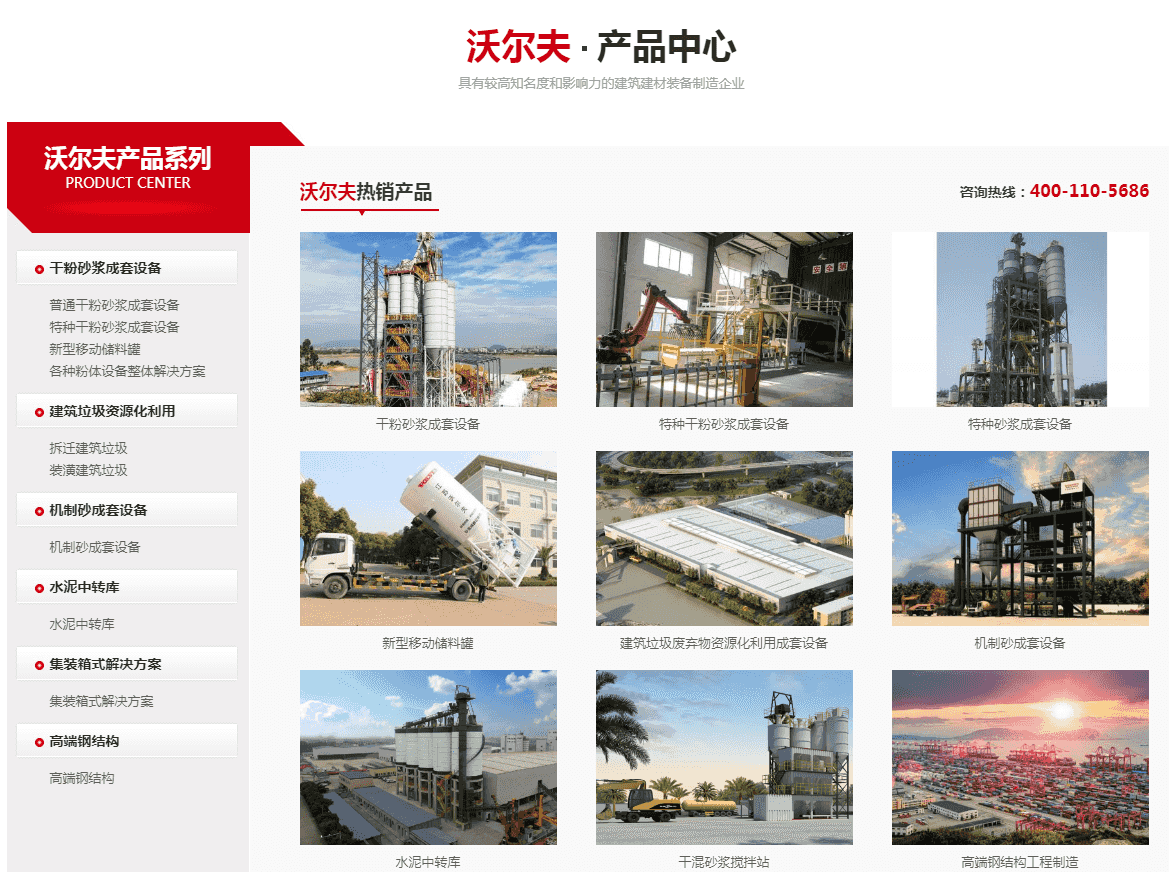 沃尔夫 · 产品中心
具有较高知名度和影响力的建筑建材装备制造企业
沃尔夫产品系列
PRODUCT CENTER
干粉砂浆成套设备
普通干粉砂浆成套设备
特种干粉砂浆成套设备
新型移动储料罐
各种粉体设备整体解决方案
建筑垃圾资源化利用
拆迁建筑垃圾
装潢建筑垃圾
机制砂成套设备
机制砂成套设备
水泥中转库
水泥中转库
集装箱式解决方案
集装箱式解决方案
高端钢结构
高端钢结构
沃尔夫热销产品
咨询热线：400-110-5686
干粉砂浆成套设备
特种干粉砂浆成套设备
特种砂浆成套设备
新型移动储料罐
建筑垃圾废弃物资源化利用成套设备
机制砂成套设备
水泥中转库
干混砂浆搅拌站
高端钢结构工程制造